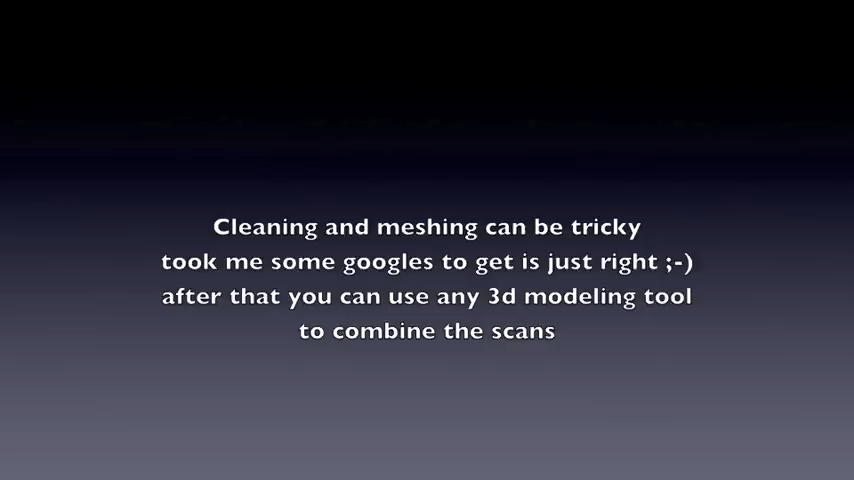 Cleaning and meshing can be tricky
took me some googles to get is just right ;-)
after that you can use any 3d modeling tool
to combine the scans